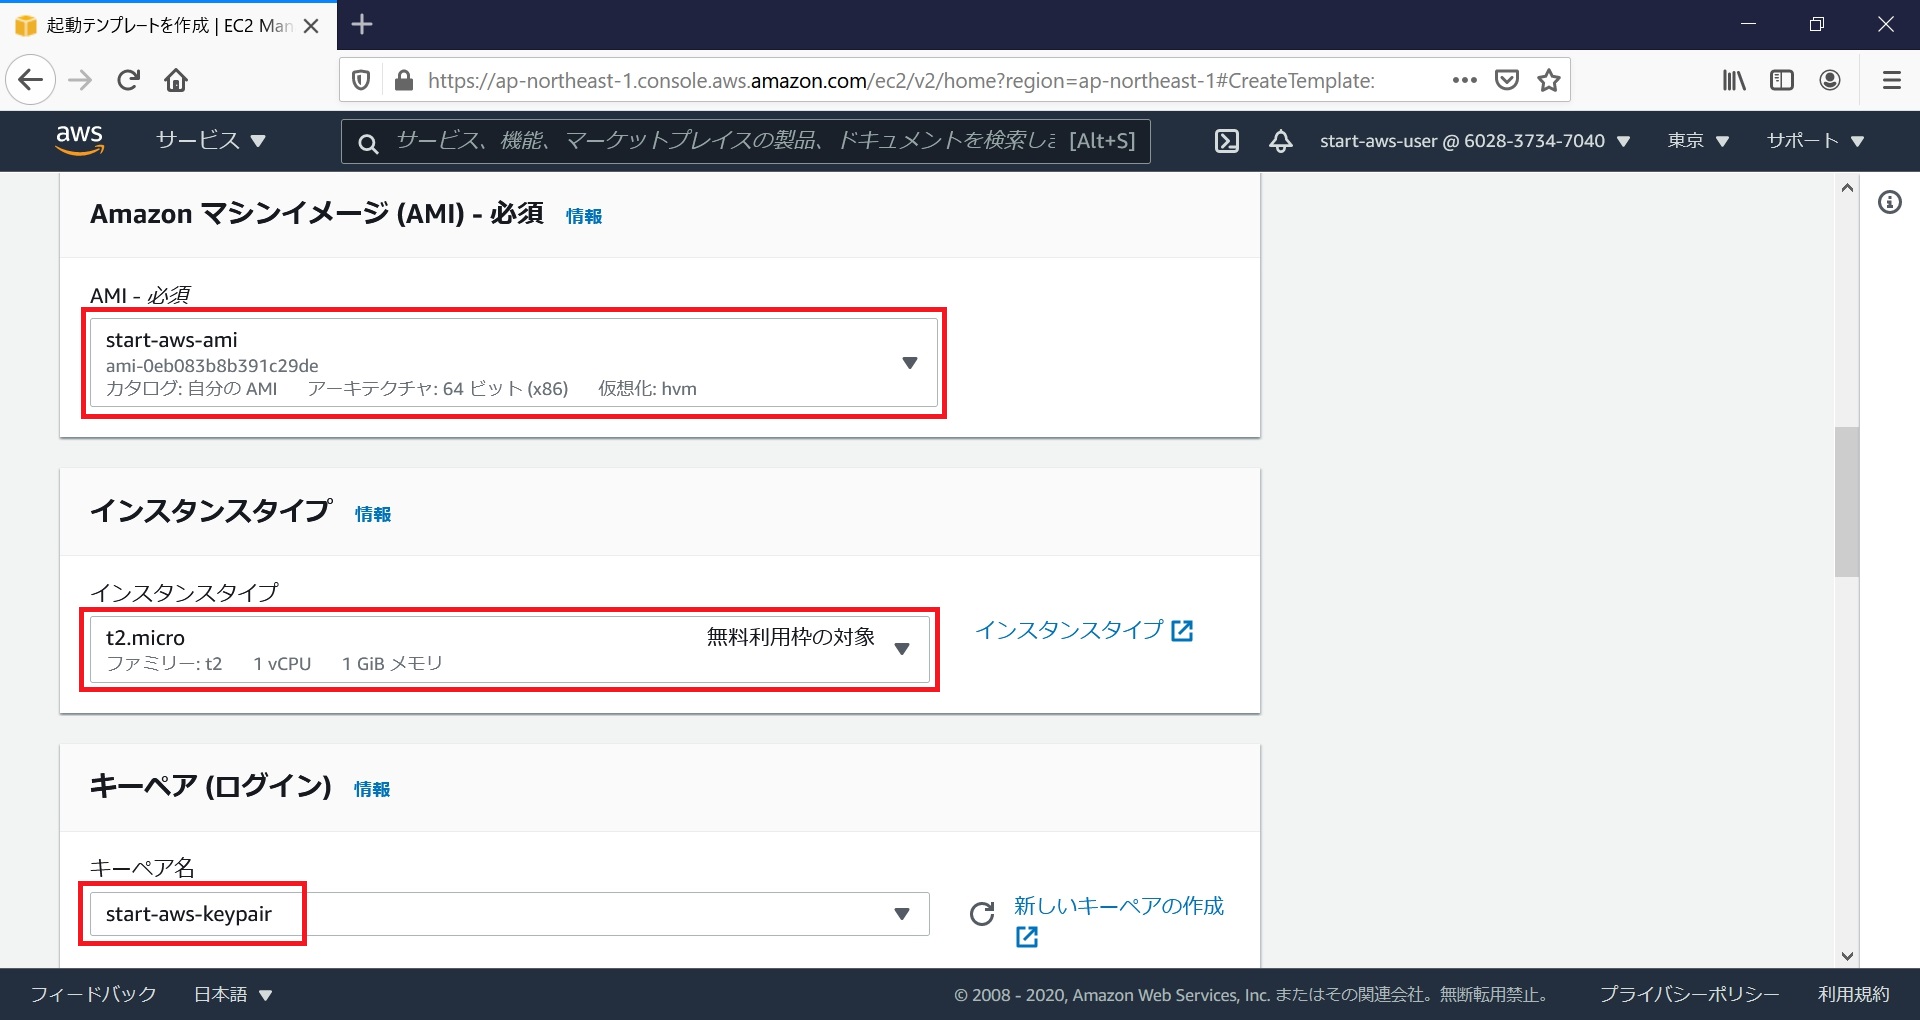 起動テンプレートを作成 | EC2 Man
https://ap-northeast-1.console.aws.amazon.com/ec2/v2/home?region=ap-northeast-1#CreateTemplate:
aws
サービス
サービス、機能、マーケットプレイスの製品、ドキュメントを検索しま [Alt+S]
start-aws-user @ 6028-3734-7040
東京
サポート
Amazon マシンイメージ (AMI) - 必須 情報
AMI - 必須
start-aws-ami
ami-0eb083b8b391c29de
カタログ: 自分の AMI アーキテクチャ: 64 ビット (x86) 仮想化: hvm
インスタンスタイプ 情報
インスタンスタイプ
t2.micro 無料利用枠の対象
ファミリー: t2 1 vCPU 1 GiB メモリ
インスタンスタイプ
キーペア (ログイン) 情報
キーペア名
start-aws-keypair
新しいキーペアの作成
フィードバック
日本語
© 2008 - 2020, Amazon Web Services, Inc. またはその関連会社。無断転用禁止。
プライバシーポリシー
利用規約